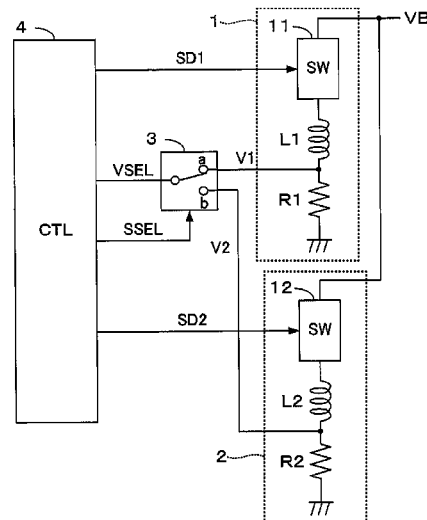 1
11
VB
4
SD1
SW
3
L1
VSEL
a
V1
b
R1
CTL
SSEL
V2
12
SD2
SW
L2
2
R2